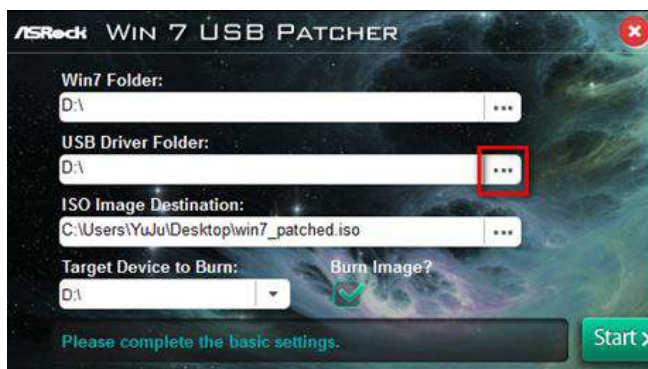 ASRock WIN 7 USB PATCHER
Win7 Folder:
D:\
...
USB Driver Folder:
D:\
...
ISO Image Destination:
C:\Users\YuJu\Desktop\win7_patched.iso
...
Target Device to Burn: Burn Image?
D:\
Please complete the basic settings.
Start